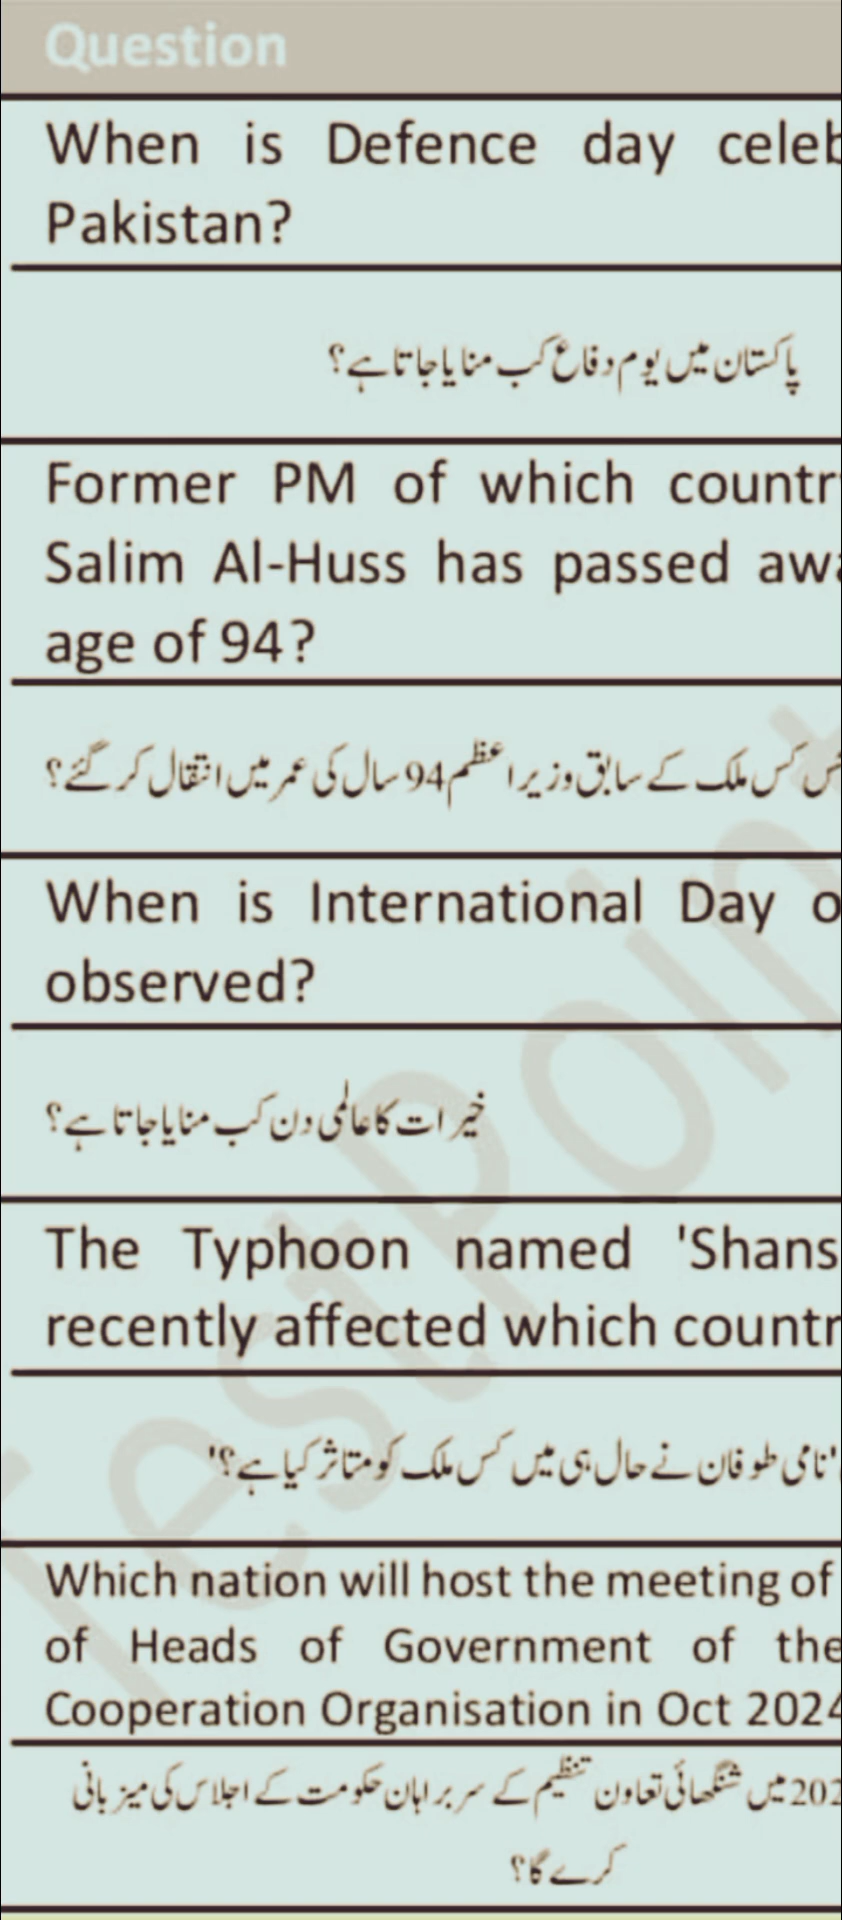 Question
When is Defence day celeb
Pakistan?
پاکستان میں یوم دفاع کب منایا جاتا ہے؟
Former PM of which countr
Salim Al-Huss has passed awa
age of 94?
کس ملک کے سابق وزیر اعظم 94 سال کی عمر میں انتقال کر گئے؟
When is International Day o
observed?
خیرات کا عالمی دن کب منایا جاتا ہے؟
The Typhoon named 'Shans
recently affected which countr
'نامی طوفان نے حال ہی میں کس ملک کو متاثر کیا ہے؟'
Which nation will host the meeting of
of Heads of Government of the
Cooperation Organisation in Oct 2024
202 میں شنگھائی تعاون تنظیم کے سربراہان حکومت کے اجلاس کی میزبانی
کرے گا؟
TestPoint